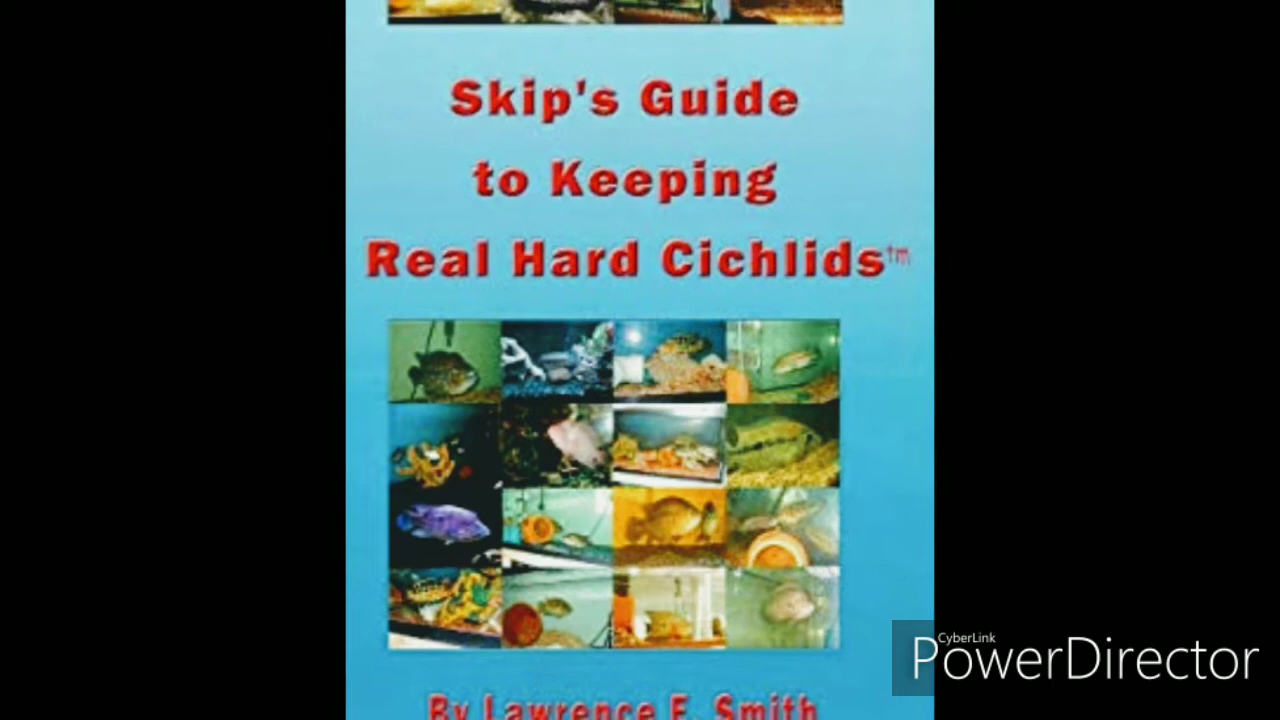 Skip's Guide
to Keeping
Real Hard Cichlids™
By Lawrence E. Smith
CyberLink
PowerDirector